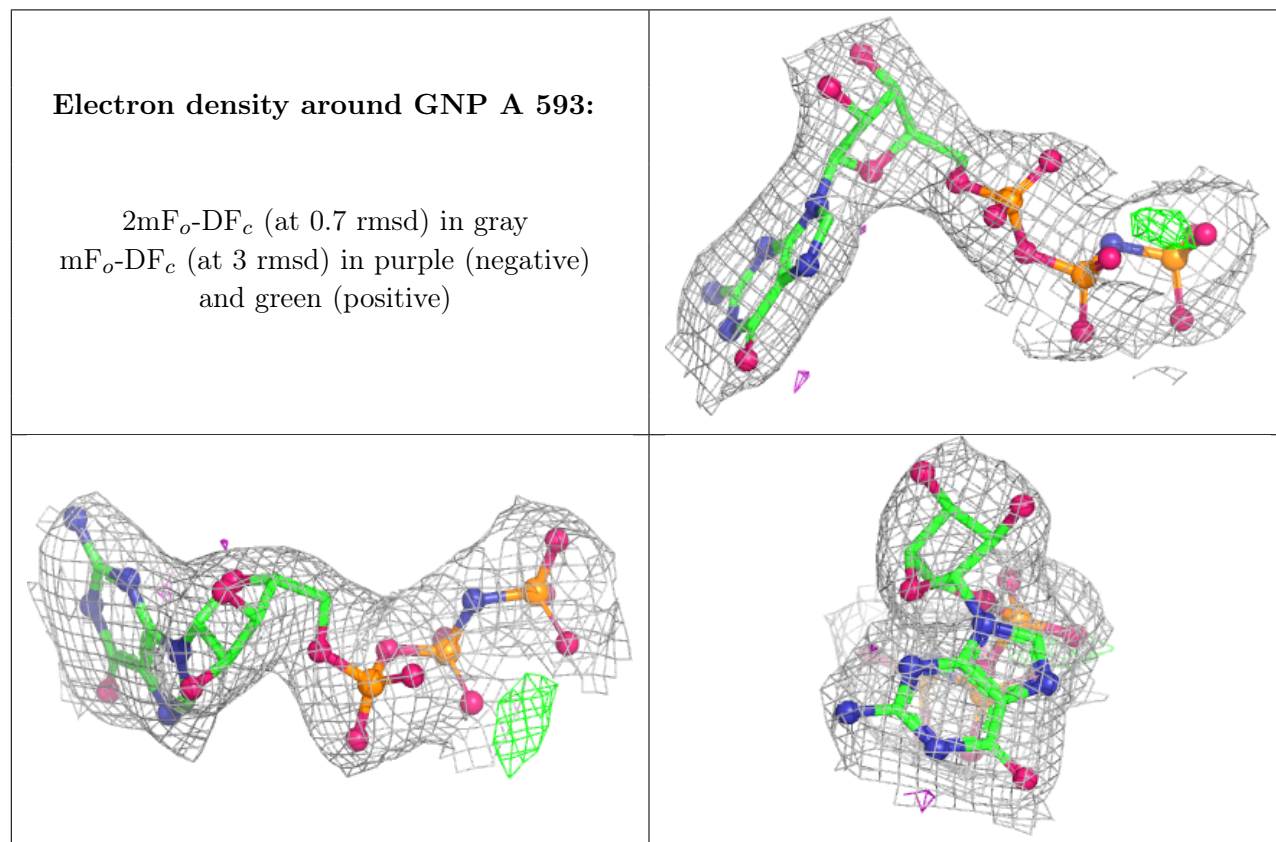 Electron density around GNP A 593:
2mFo-DFc (at 0.7 rmsd) in gray
mFo-DFc (at 3 rmsd) in purple (negative)
and green (positive)